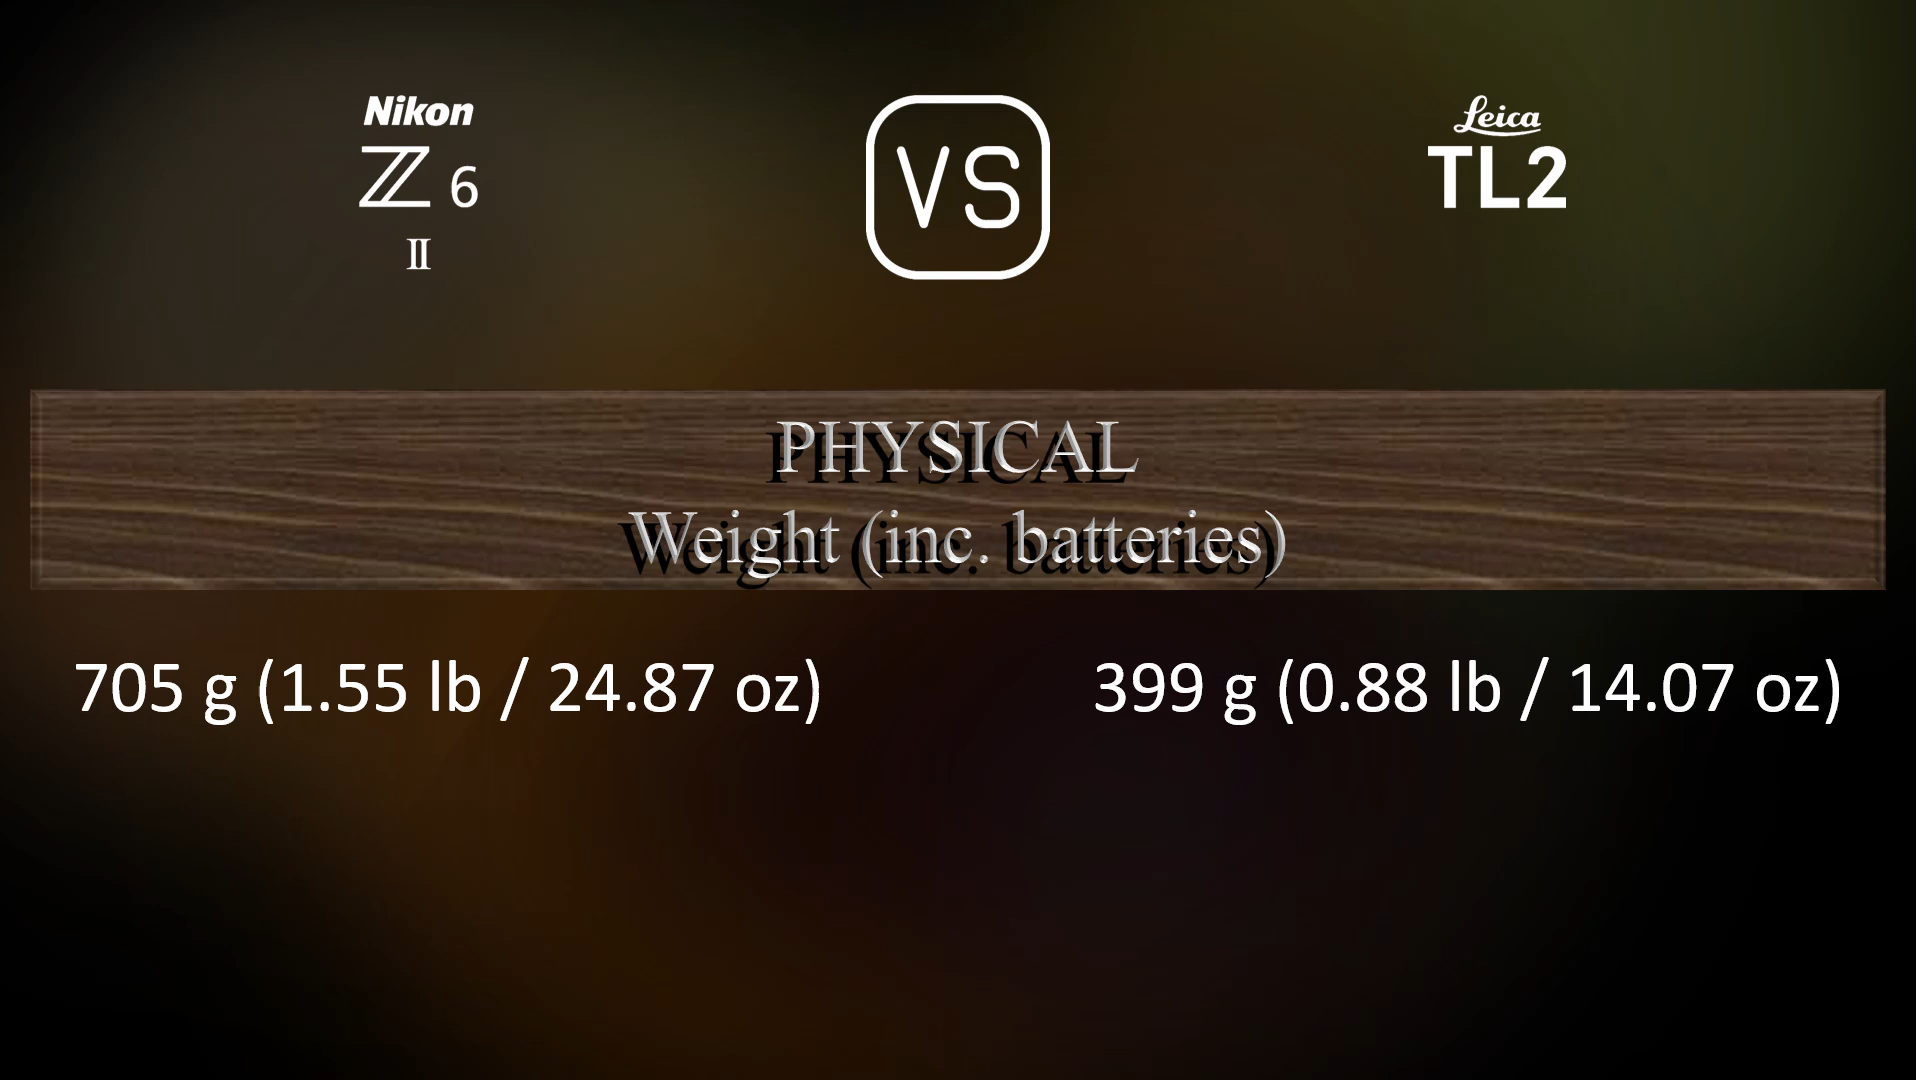 Nikon
Z 6
II
VS
Leica
TL2
PHYSICAL
Weight (inc. batteries)
705 g (1.55 lb / 24.87 oz)
399 g (0.88 lb / 14.07 oz)